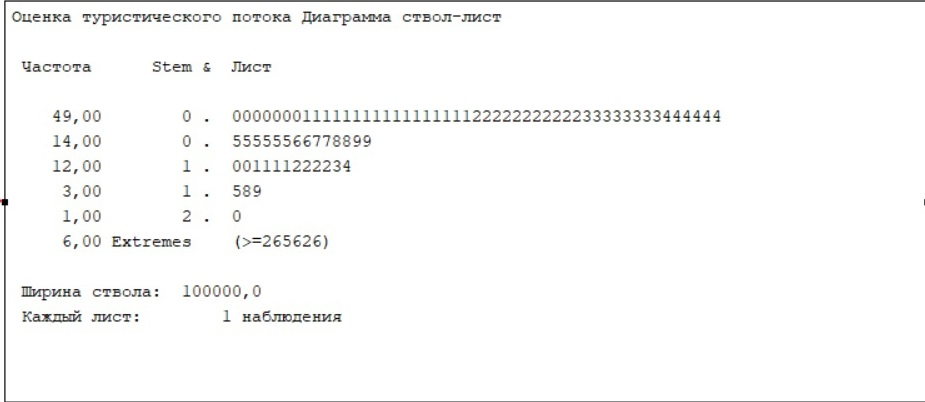 Оценка туристического потока Диаграмма ствол-лист
Частота Stem & Лист
49,00 0 . 0000000111111111111111112222222222233333333444444
14,00 0 . 55555566778899
12,00 1 . 001111222234
3,00 1 . 589
1,00 2 . 0
6,00 Extremes (>=265626)
Ширина ствола: 100000,0
Каждый лист: 1 наблюдения